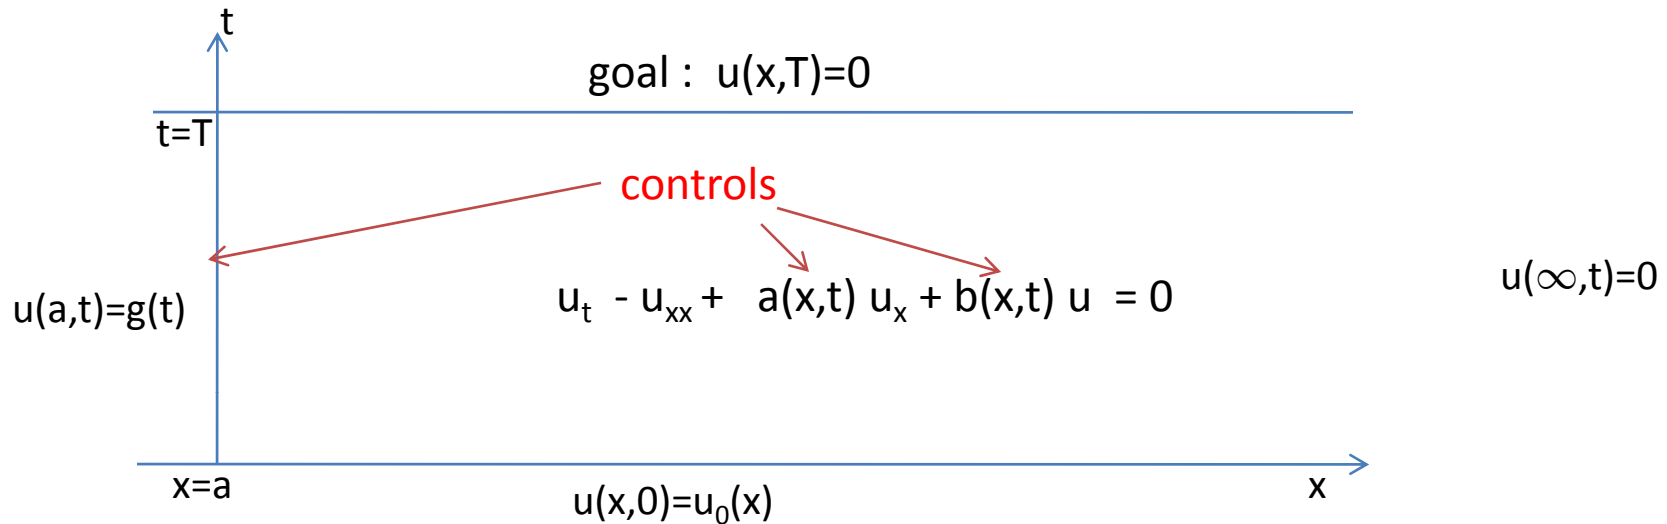 t
goal : u(x,T)=0
t=T
controls
u(a,t)=g(t)
uₜ - uₓₓ + a(x,t) uₓ + b(x,t) u = 0
u(∞,t)=0
x=a
x
u(x,0)=u₀(x)